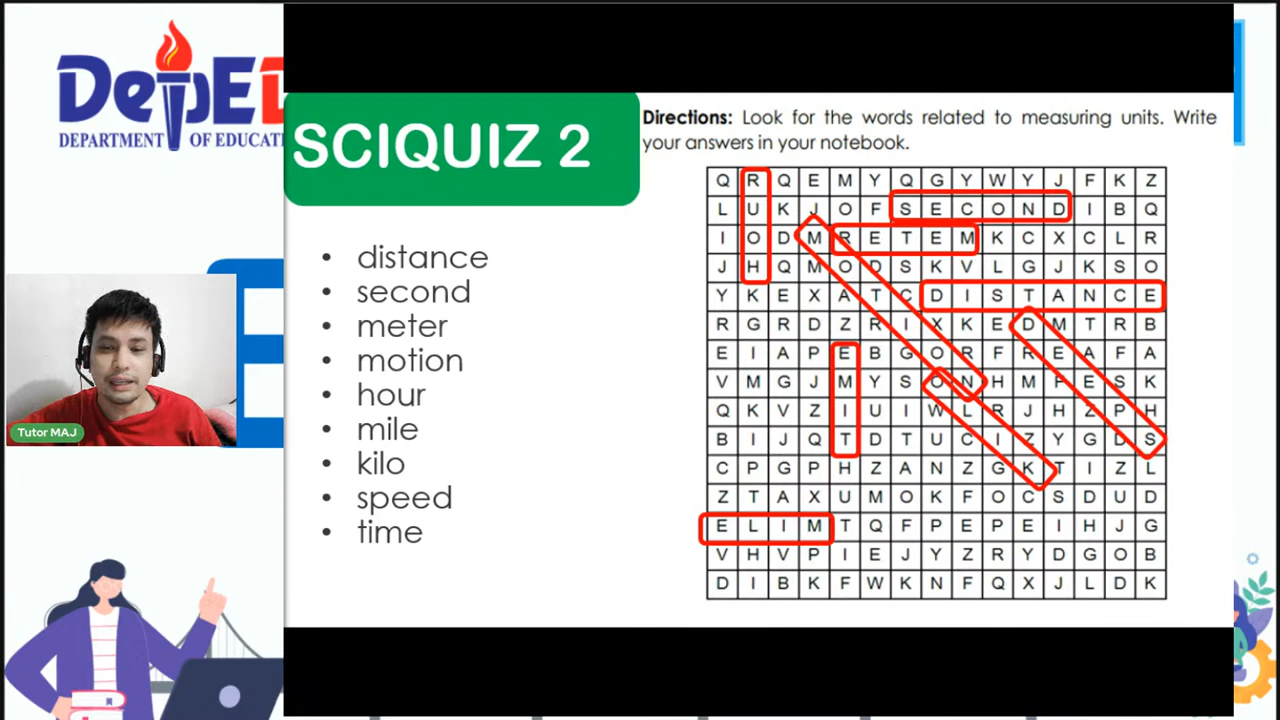 DepED
DEPARTMENT OF EDUCATI
SCIQUIZ 2
Directions: Look for the words related to measuring units. Write
your answers in your notebook.
• distance
• second
• meter
• motion
• hour
• mile
• kilo
• speed
• time
Q R Q E M Y Q G Y W Y J F K Z
L U K J O F S E C O N D I B Q
I O D M R E T E M K C X C L R
J H Q M O D S K V L G J K S O
Y K E X A T C D I S T A N C E
R G R D Z R I X K E D M T R B
E I A P E B G O R F R E A F A
V M G J M Y S O N H M P E S K
Q K V Z I U I W L R J H Z P H
B I J Q T D T U C I Z Y G D S
C P G P H Z A N Z G K T I Z L
Z T A X U M O K F O C S D U D
E L I M T Q F P E P E I H J G
V H V P I E J Y Z R Y D G O B
D I B K F W K N F Q X J L D K
Tutor MAJ